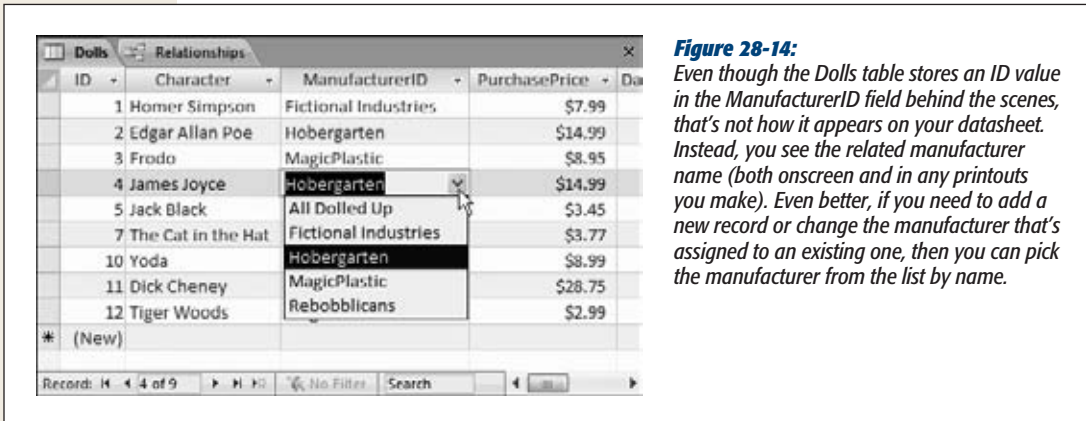 Dolls Relationships
ID Character ManufacturerID PurchasePrice Da
1 Homer Simpson Fictional Industries $7.99
2 Edgar Allan Poe Hobergarten $14.99
3 Frodo MagicPlastic $8.95
4 James Joyce Hobergarten $14.99
5 Jack Black All Dolled Up $3.45
7 The Cat in the Hat Fictional Industries $3.77
10 Yoda Hobergarten $8.99
11 Dick Cheney MagicPlastic $28.75
12 Tiger Woods Rebobblicans $2.99
* (New)
Record: 4 of 9 No Filter Search
Figure 28-14:
Even though the Dolls table stores an ID value
in the ManufacturerID field behind the scenes,
that's not how it appears on your datasheet.
Instead, you see the related manufacturer
name (both onscreen and in any printouts
you make). Even better, if you need to add a
new record or change the manufacturer that's
assigned to an existing one, then you can pick
the manufacturer from the list by name.